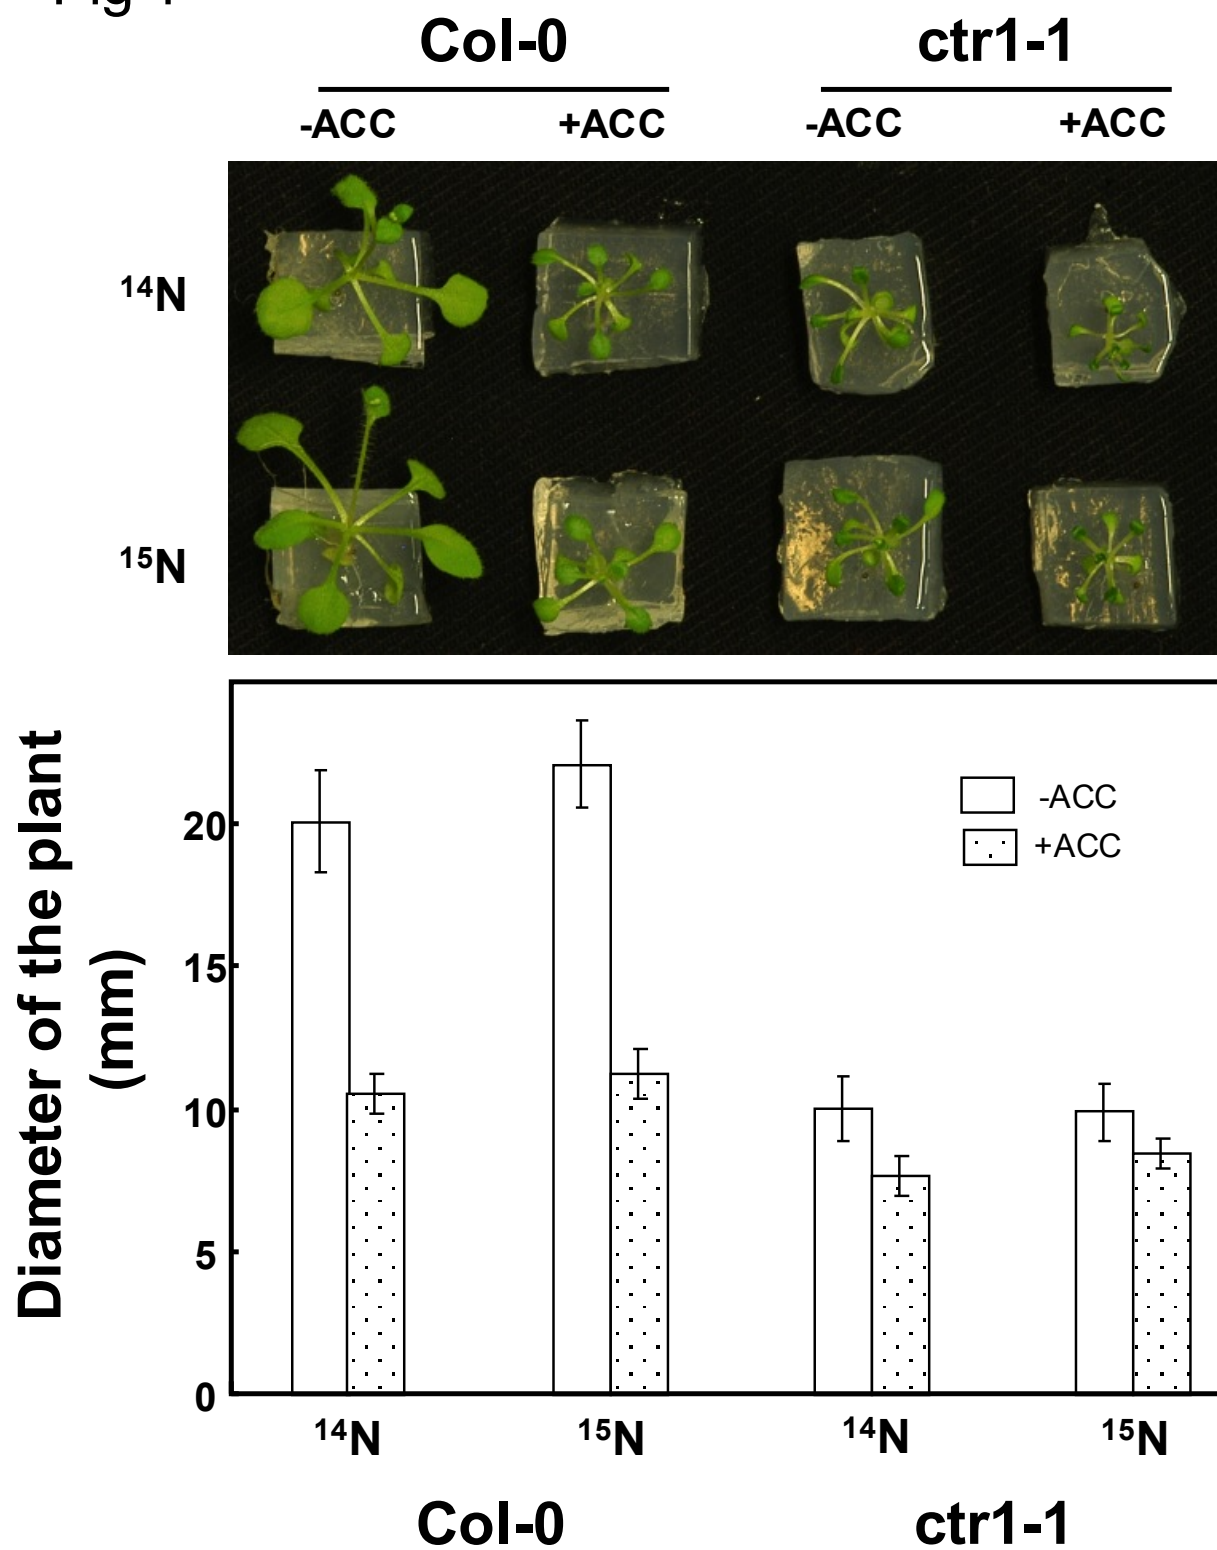 Col-0 ctr1-1
-ACC +ACC -ACC +ACC
¹⁴N
¹⁵N
Diameter of the plant
(mm)
20
15
10
5
0
-ACC
+ACC
¹⁴N ¹⁵N ¹⁴N ¹⁵N
Col-0 ctr1-1